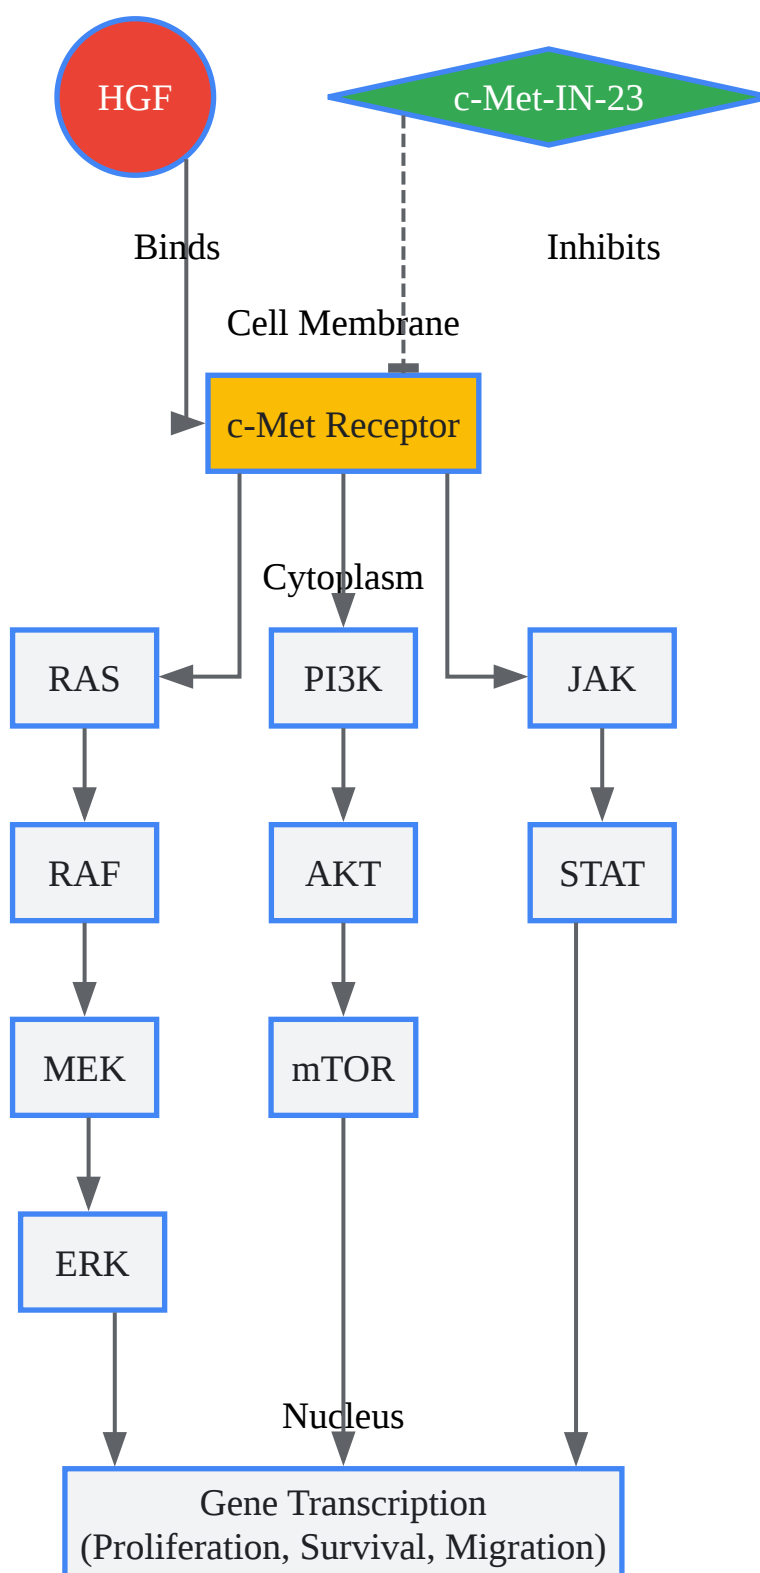 HGF
c-Met-IN-23
Binds
Inhibits
Cell Membrane
c-Met Receptor
Cytoplasm
RAS
PI3K
JAK
RAF
AKT
STAT
MEK
mTOR
ERK
Nucleus
Gene Transcription
(Proliferation, Survival, Migration)